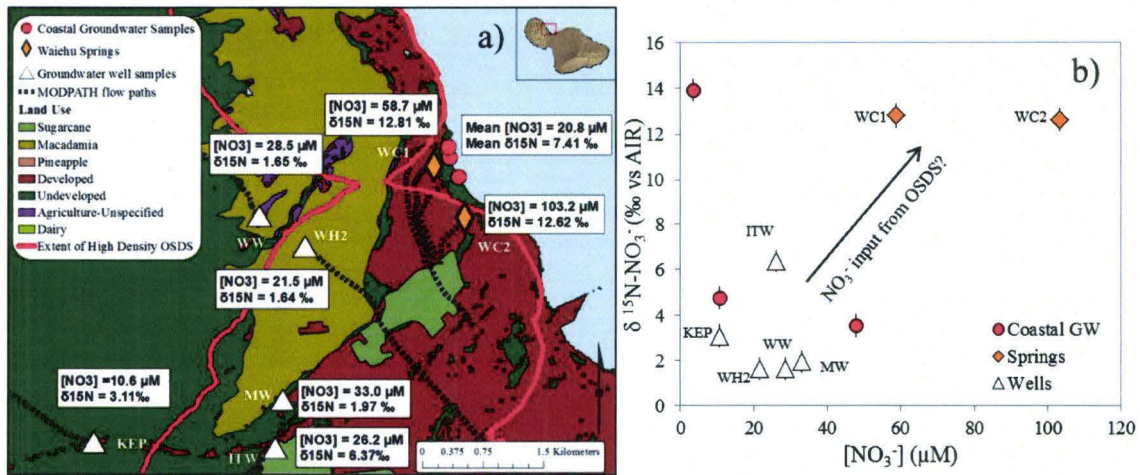 a)
Coastal Groundwater Samples
Waiehu Springs
Groundwater well samples
MODPATH flow paths
Land Use
Sugarcane
Macadamia
Pineapple
Developed
Undeveloped
Agriculture-Unspecified
Dairy
Extent of High Density OSDS
[NO3] = 58.7 µM
δ15N = 12.81 ‰
Mean [NO3] = 20.8 µM
Mean δ15N = 7.41 ‰
[NO3] = 28.5 µM
δ15N = 1.65 ‰
WC1
[NO3] = 103.2 µM
δ15N = 12.62 ‰
WW
WH2
WC2
[NO3] = 21.5 µM
δ15N = 1.64 ‰
[NO3] = 10.6 µM
δ15N = 3.11‰
MW
[NO3] = 33.0 µM
δ15N = 1.97 ‰
KEP
ITW
[NO3] = 26.2 µM
δ15N = 6.37‰
0 0.375 0.75 1.5 Kilometers
b)
δ 15N-NO3- (‰ vs AIR)
16
14
12
10
8
6
4
2
0
WC1
WC2
NO3- input from OSDS?
ITW
KEP
WW
WH2
MW
Coastal GW
Springs
Wells
0 20 40 60 80 100 120
[NO3-] (µM)